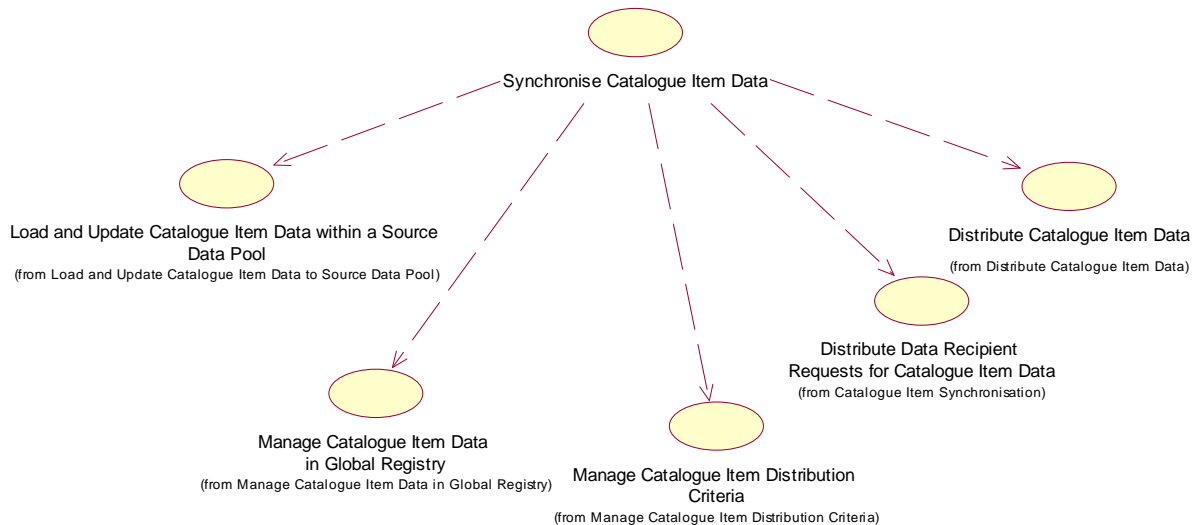 Synchronise Catalogue Item Data
Load and Update Catalogue Item Data within a Source
Data Pool
(from Load and Update Catalogue Item Data to Source Data Pool)
Distribute Catalogue Item Data
(from Distribute Catalogue Item Data)
Distribute Data Recipient
Requests for Catalogue Item Data
(from Catalogue Item Synchronisation)
Manage Catalogue Item Data
in Global Registry
(from Manage Catalogue Item Data in Global Registry)
Manage Catalogue Item Distribution
Criteria
(from Manage Catalogue Item Distribution Criteria)